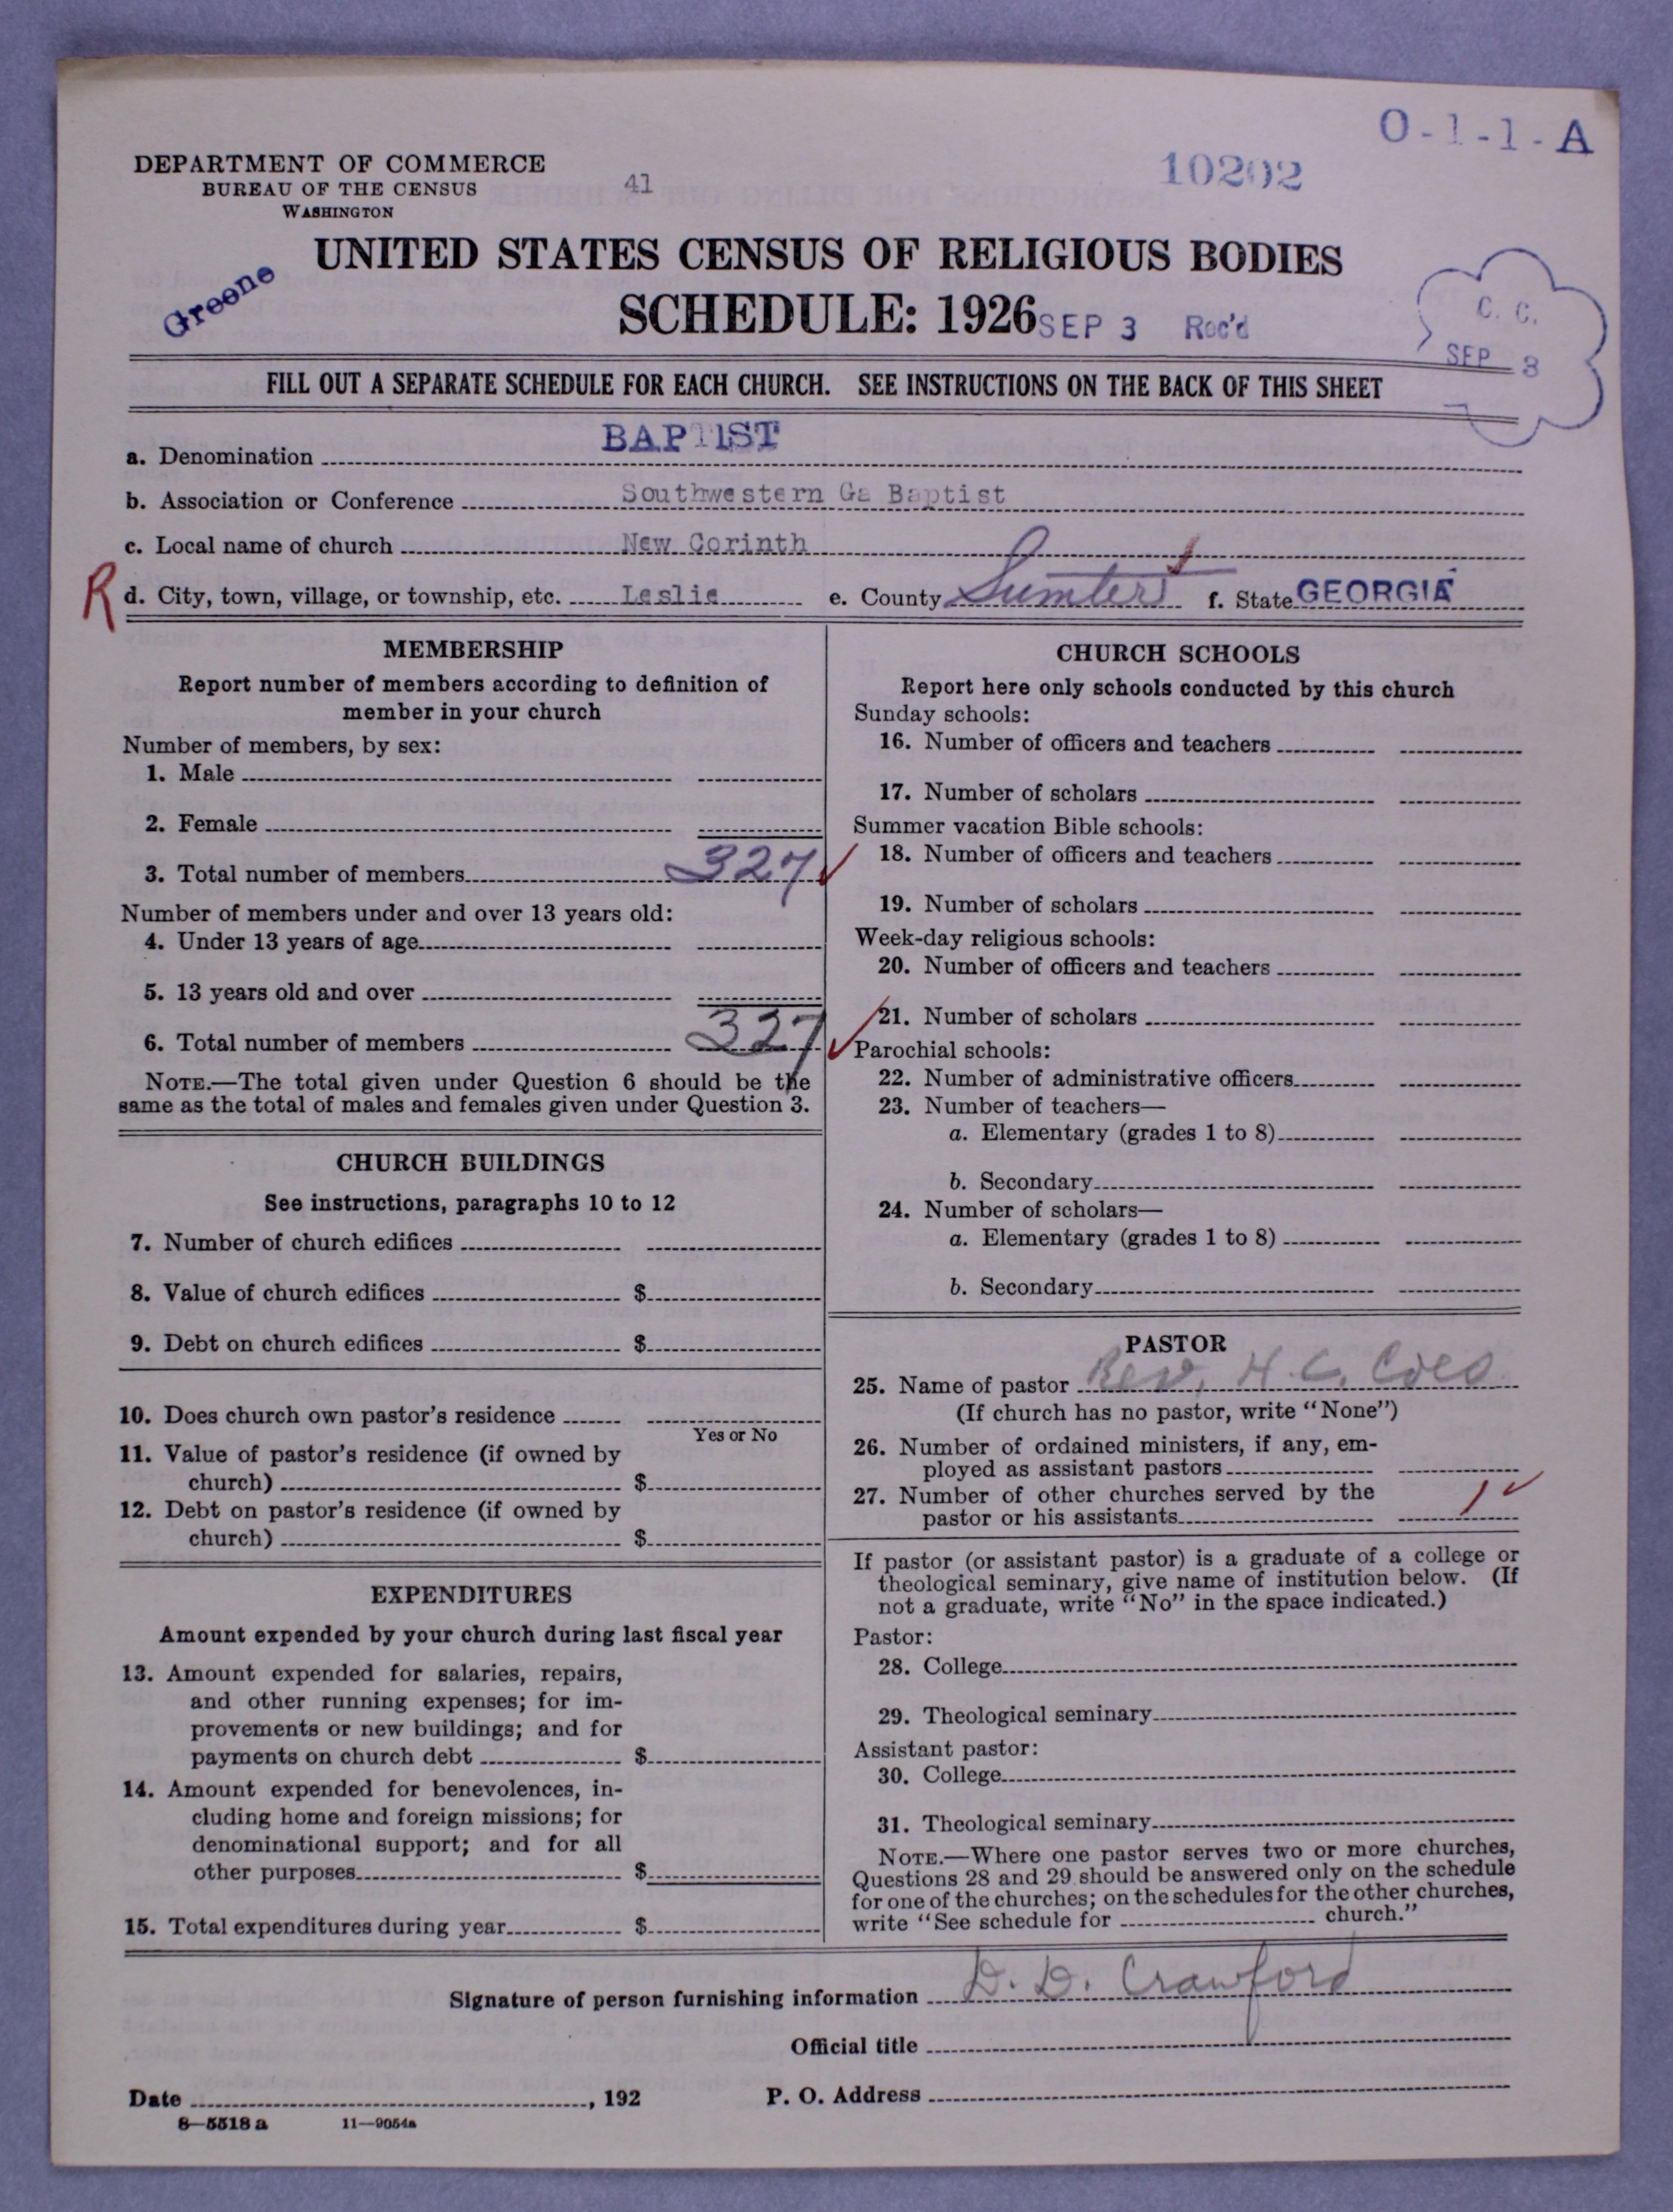 O-1-1-A
10202
DEPARTMENT OF COMMERCE
BUREAU OF THE CENSUS
WASHINGTON
41
UNITED STATES CENSUS OF RELIGIOUS BODIES
Greene
SCHEDULE: 1926
SEP 3 Rec'd
C. C.
SEP 3
FILL OUT A SEPARATE SCHEDULE FOR EACH CHURCH. SEE INSTRUCTIONS ON THE BACK OF THIS SHEET
a. Denomination BAPTIST
b. Association or Conference Southwestern Ga Baptist
c. Local name of church New Corinth
R d. City, town, village, or township, etc. Leslie e. County Sumter f. State GEORGIA
MEMBERSHIP
Report number of members according to definition of
member in your church
Number of members, by sex:
1. Male
2. Female
3. Total number of members 327 ✓
Number of members under and over 13 years old:
4. Under 13 years of age
5. 13 years old and over
6. Total number of members 327 ✓
NOTE.—The total given under Question 6 should be the
same as the total of males and females given under Question 3.
CHURCH BUILDINGS
See instructions, paragraphs 10 to 12
7. Number of church edifices
8. Value of church edifices $
9. Debt on church edifices $
10. Does church own pastor's residence
Yes or No
11. Value of pastor's residence (if owned by
church) $
12. Debt on pastor's residence (if owned by
church) $
EXPENDITURES
Amount expended by your church during last fiscal year
13. Amount expended for salaries, repairs,
and other running expenses; for im-
provements or new buildings; and for
payments on church debt $
14. Amount expended for benevolences, in-
cluding home and foreign missions; for
denominational support; and for all
other purposes $
15. Total expenditures during year $
CHURCH SCHOOLS
Report here only schools conducted by this church
Sunday schools:
16. Number of officers and teachers
17. Number of scholars
Summer vacation Bible schools:
18. Number of officers and teachers
19. Number of scholars
Week-day religious schools:
20. Number of officers and teachers
21. Number of scholars
Parochial schools:
22. Number of administrative officers
23. Number of teachers—
a. Elementary (grades 1 to 8)
b. Secondary
24. Number of scholars—
a. Elementary (grades 1 to 8)
b. Secondary
PASTOR
25. Name of pastor Rev. H. C.
(If church has no pastor, write "None")
26. Number of ordained ministers, if any, em-
ployed as assistant pastors
27. Number of other churches served by the
pastor or his assistants 1 ✓
If pastor (or assistant pastor) is a graduate of a college or
theological seminary, give name of institution below. (If
not a graduate, write "No" in the space indicated.)
Pastor:
28. College
29. Theological seminary
Assistant pastor:
30. College
31. Theological seminary
NOTE.—Where one pastor serves two or more churches,
Questions 28 and 29 should be answered only on the schedule
for one of the churches; on the schedules for the other churches,
write "See schedule for church."
Signature of person furnishing information D. D. Crawford
Official title
Date , 192 P. O. Address
8—5518 a 11—9054a